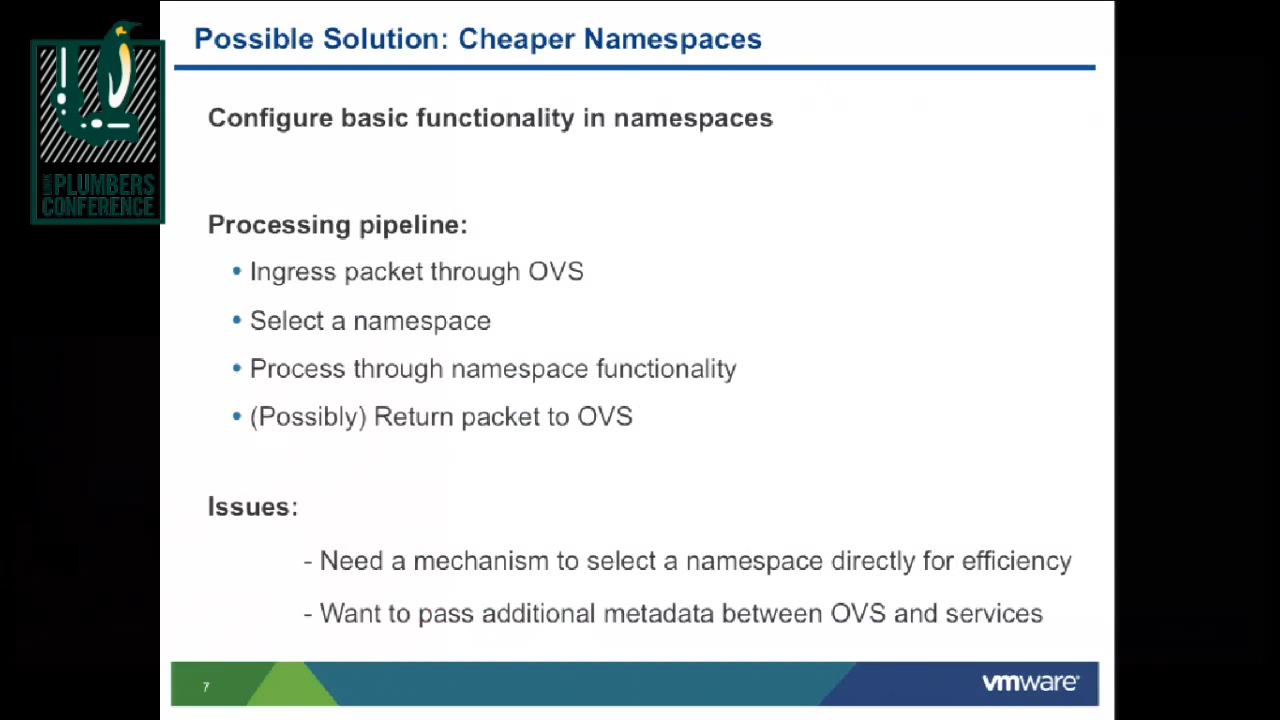 Possible Solution: Cheaper Namespaces
LINUX
PLUMBERS
CONFERENCE
Configure basic functionality in namespaces
Processing pipeline:
• Ingress packet through OVS
• Select a namespace
• Process through namespace functionality
• (Possibly) Return packet to OVS
Issues:
- Need a mechanism to select a namespace directly for efficiency
- Want to pass additional metadata between OVS and services
7
vmware®